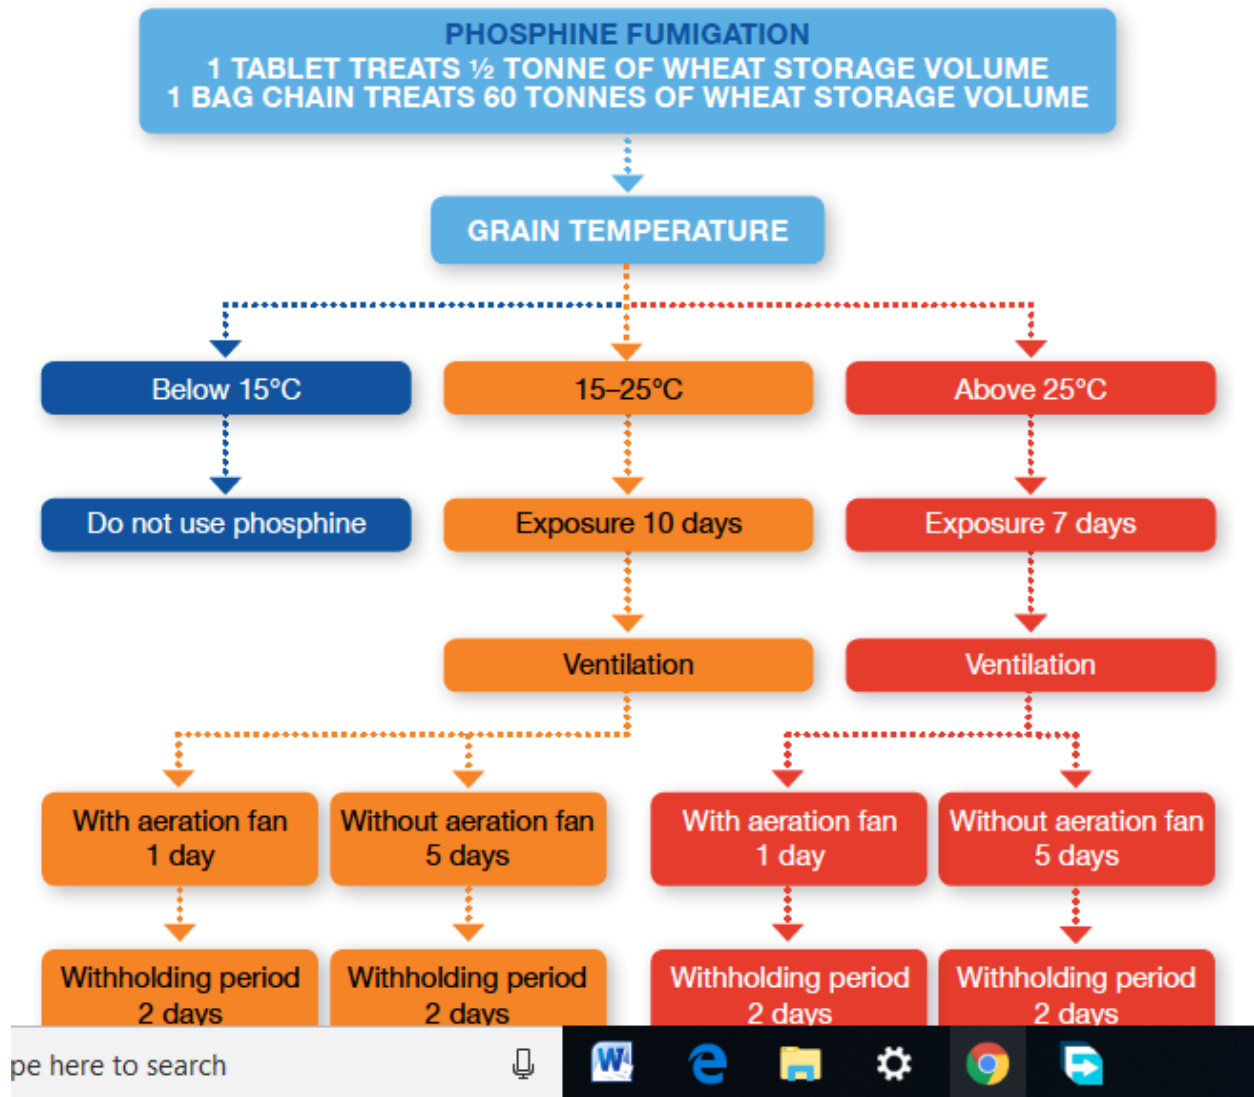 PHOSPHINE FUMIGATION
1 TABLET TREATS ½ TONNE OF WHEAT STORAGE VOLUME
1 BAG CHAIN TREATS 60 TONNES OF WHEAT STORAGE VOLUME
GRAIN TEMPERATURE
Below 15°C
15–25°C
Above 25°C
Do not use phosphine
Exposure 10 days
Exposure 7 days
Ventilation
Ventilation
With aeration fan
1 day
Without aeration fan
5 days
With aeration fan
1 day
Without aeration fan
5 days
Withholding period
2 days
Withholding period
2 days
Withholding period
2 days
Withholding period
2 days
pe here to search
W